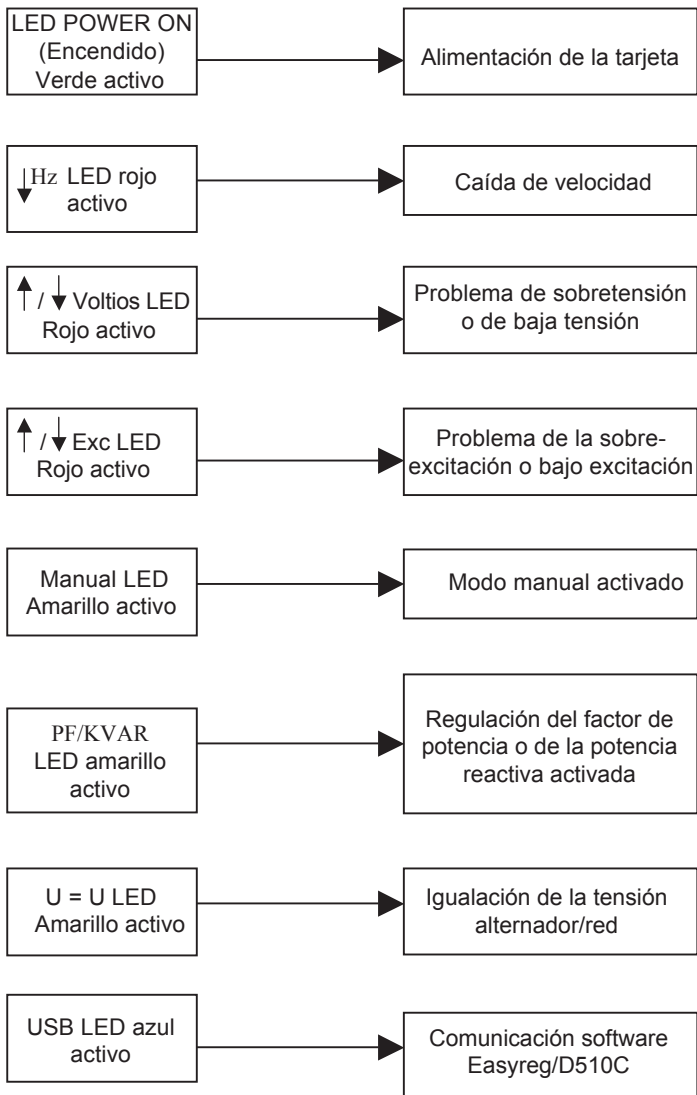 LED POWER ON
(Encendido)
Verde activo
Alimentación de la tarjeta
↓Hz LED rojo
activo
Caída de velocidad
↑ / ↓ Voltios LED
Rojo activo
Problema de sobretensión
o de baja tensión
↑ / ↓ Exc LED
Rojo activo
Problema de la sobre-
excitación o bajo excitación
Manual LED
Amarillo activo
Modo manual activado
PF/KVAR
LED amarillo
activo
Regulación del factor de
potencia o de la potencia
reactiva activada
U = U LED
Amarillo activo
Igualación de la tensión
alternador/red
USB LED azul
activo
Comunicación software
Easyreg/D510C